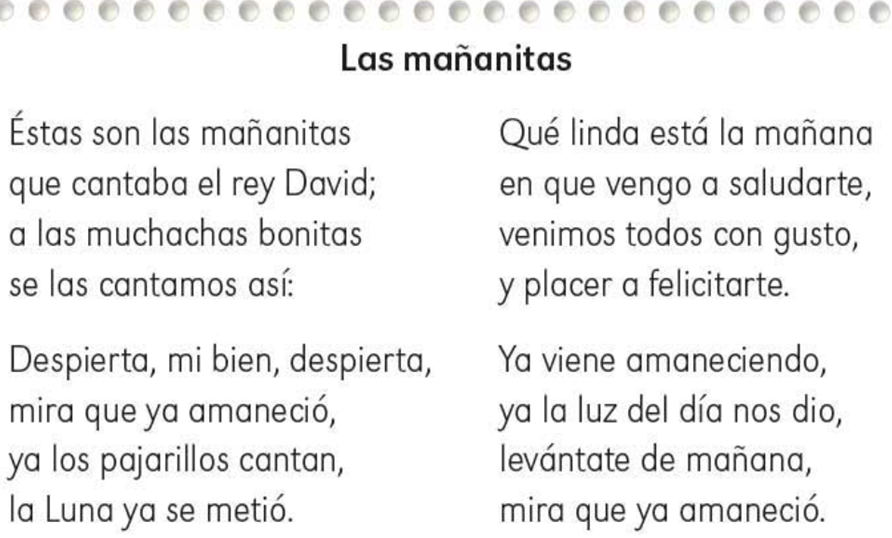 Las mañanitas
Éstas son las mañanitas
que cantaba el rey David;
a las muchachas bonitas
se las cantamos así:
Despierta, mi bien, despierta,
mira que ya amaneció,
ya los pajarillos cantan,
la Luna ya se metió.
Qué linda está la mañana
en que vengo a saludarte,
venimos todos con gusto,
y placer a felicitarte.
Ya viene amaneciendo,
ya la luz del día nos dio,
levántate de mañana,
mira que ya amaneció.